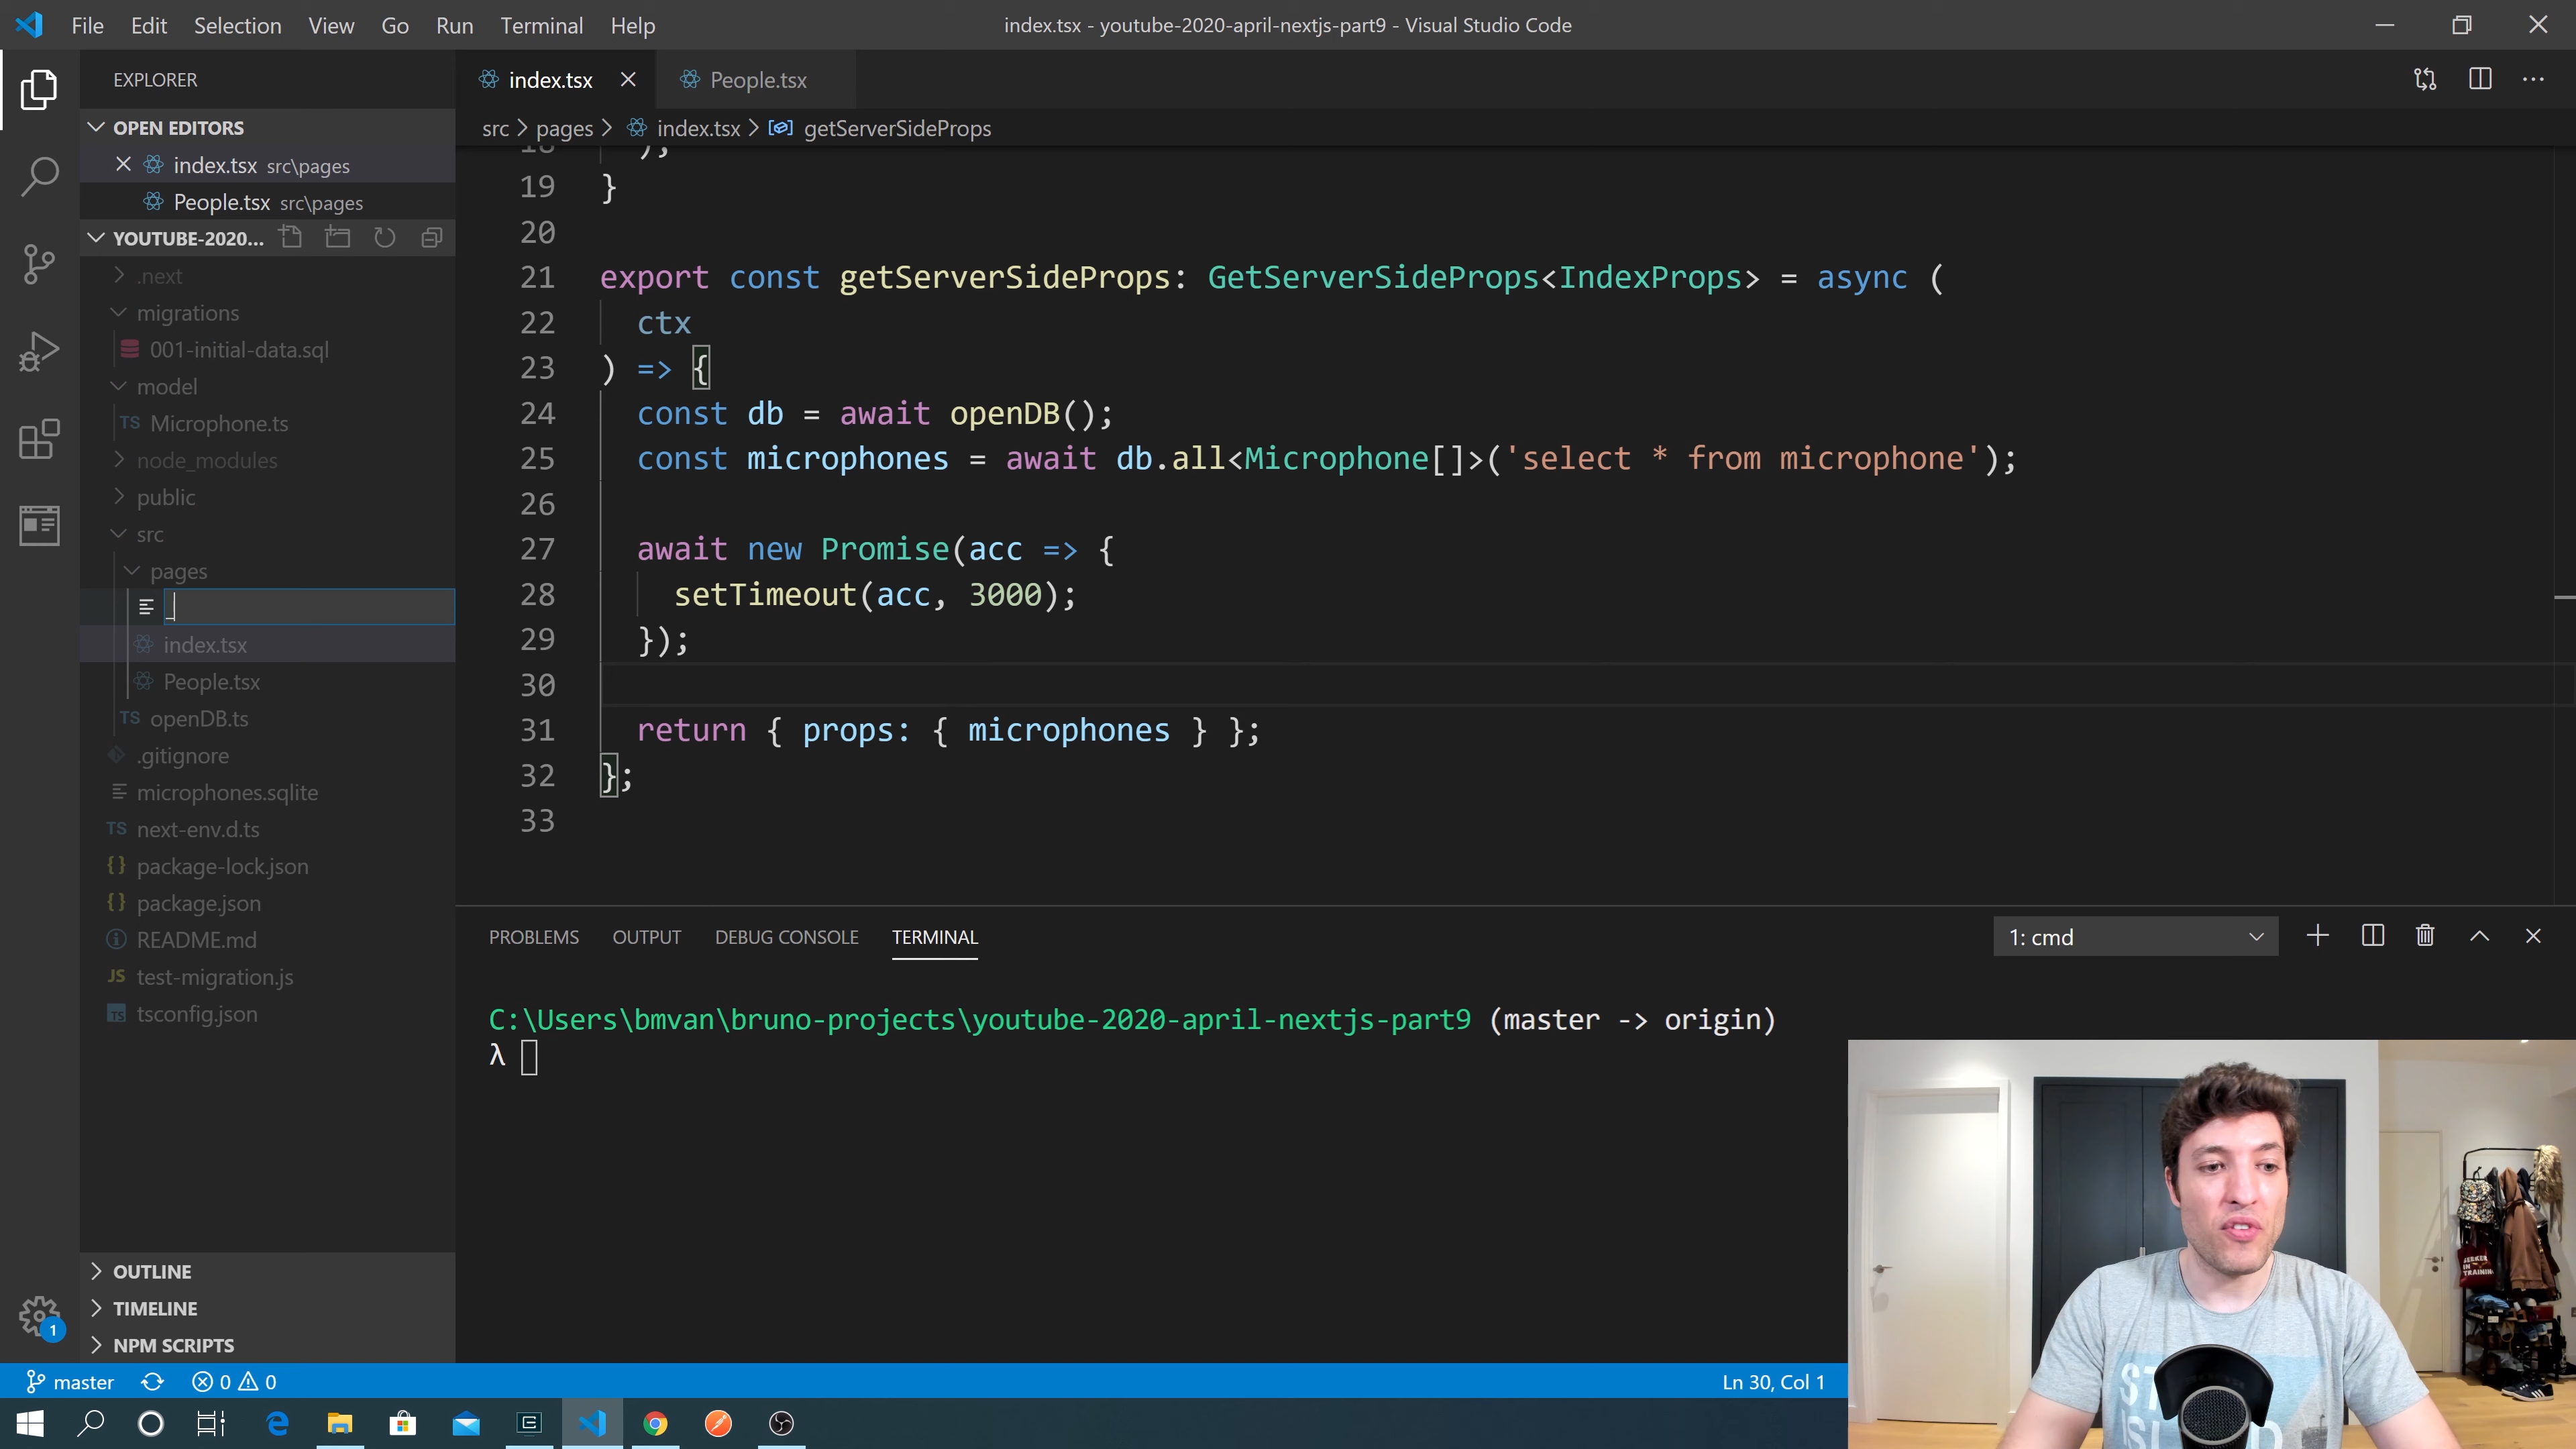 File Edit Selection View Go Run Terminal Help
index.tsx - youtube-2020-april-nextjs-part9 - Visual Studio Code
EXPLORER
OPEN EDITORS
index.tsx src\pages
People.tsx src\pages
YOUTUBE-2020...
.next
migrations
001-initial-data.sql
model
TS Microphone.ts
node_modules
public
src
pages
_
index.tsx
People.tsx
TS openDB.ts
.gitignore
microphones.sqlite
TS next-env.d.ts
{} package-lock.json
{} package.json
README.md
JS test-migration.js
TS tsconfig.json
OUTLINE
TIMELINE
NPM SCRIPTS
1
index.tsx
People.tsx
src > pages > index.tsx > getServerSideProps
18 );
19 }
20
21 export const getServerSideProps: GetServerSideProps<IndexProps> = async (
22 ctx
23 ) => {
24 const db = await openDB();
25 const microphones = await db.all<Microphone[]>('select * from microphone');
26
27 await new Promise(acc => {
28 setTimeout(acc, 3000);
29 });
30
31 return { props: { microphones } };
32 };
33
PROBLEMS OUTPUT DEBUG CONSOLE TERMINAL
1: cmd
C:\Users\bmvan\bruno-projects\youtube-2020-april-nextjs-part9 (master -> origin)
λ
master 0 0
Ln 30, Col 1